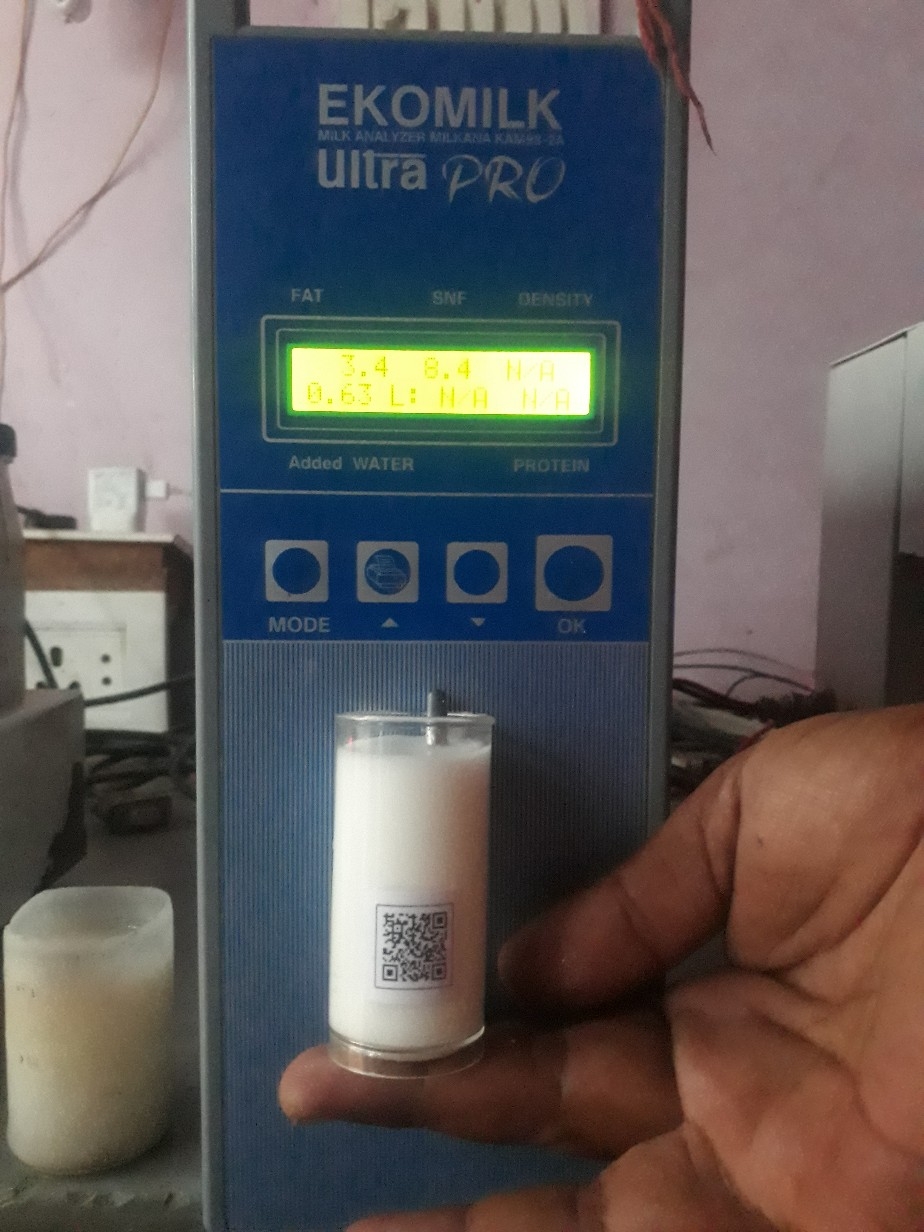 EKOMILK
MILK ANALYZER MILKANA KAM98-2A
Ultra PRO
FAT SNF DENSITY
3.4 8.4 N/A
0.63 L: N/A N/A
Added WATER PROTEIN
MODE OK